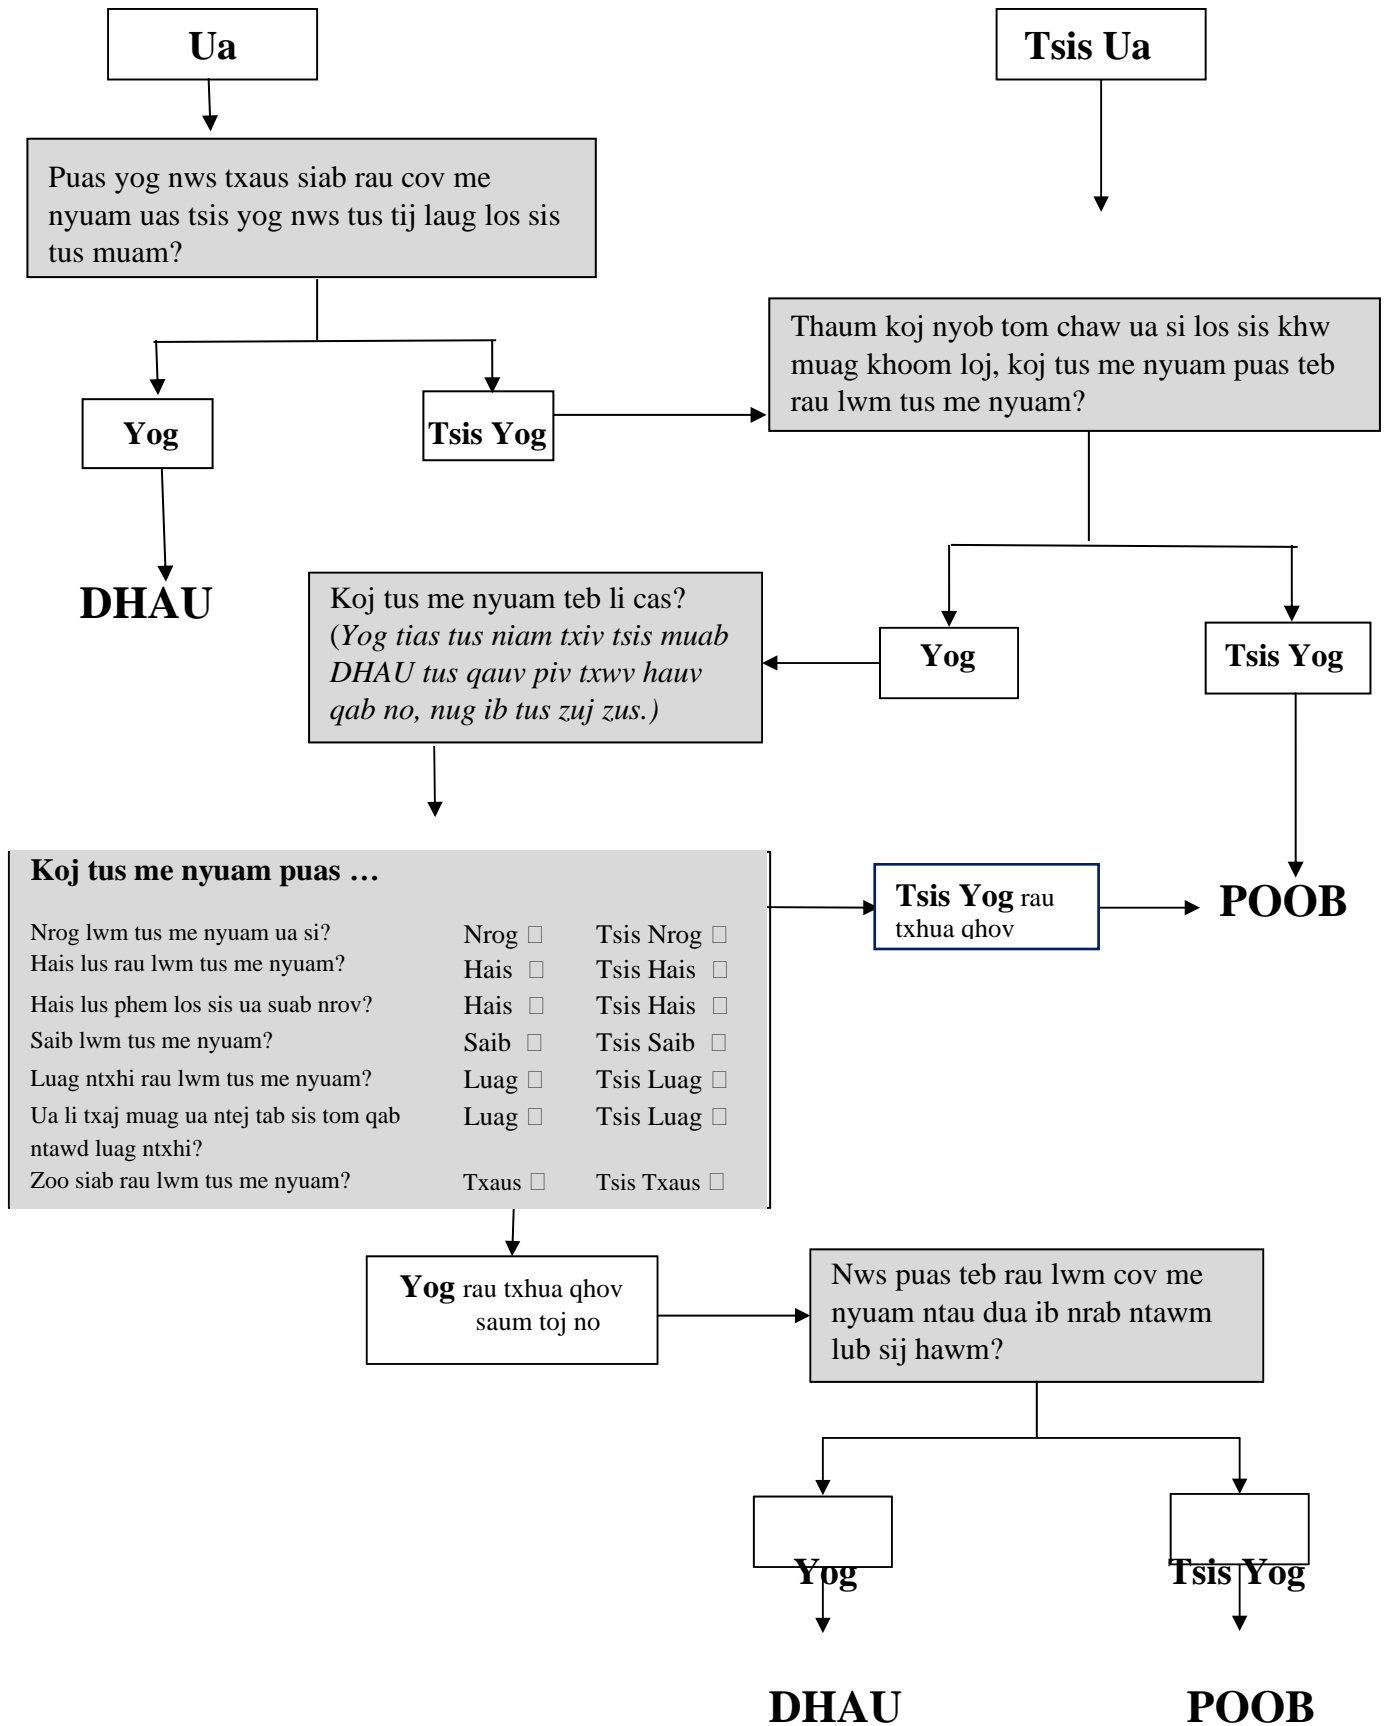 Ua
Tsis Ua
Puas yog nws txaus siab rau cov me
nyuam uas tsis yog nws tus tij laug los sis
tus muam?
Thaum koj nyob tom chaw ua si los sis khw
muag khoom loj, koj tus me nyuam puas teb
rau lwm tus me nyuam?
Yog
Tsis Yog
DHAU
Koj tus me nyuam teb li cas?
(Yog tias tus niam txiv tsis muab
DHAU tus qauv piv txwv hauv
qab no, nug ib tus zuj zus.)
Yog
Tsis Yog
Koj tus me nyuam puas …
Nrog lwm tus me nyuam ua si? Nrog □ Tsis Nrog □
Hais lus rau lwm tus me nyuam? Hais □ Tsis Hais □
Hais lus phem los sis ua suab nrov? Hais □ Tsis Hais □
Saib lwm tus me nyuam? Saib □ Tsis Saib □
Luag ntxhi rau lwm tus me nyuam? Luag □ Tsis Luag □
Ua li txaj muag ua ntej tab sis tom qab Luag □ Tsis Luag □
ntawd luag ntxhi?
Zoo siab rau lwm tus me nyuam? Txaus □ Tsis Txaus □
Tsis Yog rau
txhua qhov
POOB
Yog rau txhua qhov
saum toj no
Nws puas teb rau lwm cov me
nyuam ntau dua ib nrab ntawm
lub sij hawm?
Yog
Tsis Yog
DHAU
POOB